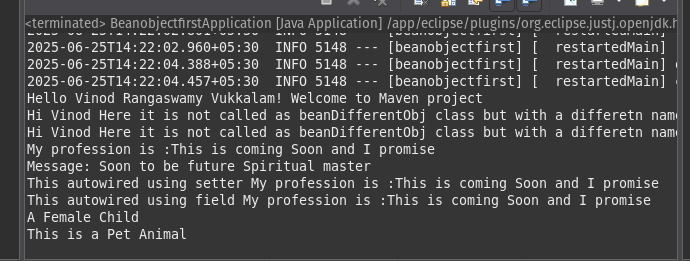 <terminated> BeanobjectfirstApplication [Java Application] /app/eclipse/plugins/org.eclipse.justj.openjdk.h
2025-06-25T14:22:02.960+05:30  INFO 5148 --- [beanobjectfirst] [  restartedMain]
2025-06-25T14:22:04.388+05:30  INFO 5148 --- [beanobjectfirst] [  restartedMain]
2025-06-25T14:22:04.457+05:30  INFO 5148 --- [beanobjectfirst] [  restartedMain]
Hello Vinod Rangaswamy Vukkalam! Welcome to Maven project
Hi Vinod Here it is not called as beanDifferentObj class but with a differetn name
Hi Vinod Here it is not called as beanDifferentObj class but with a differetn name
My profession is :This is coming Soon and I promise
Message: Soon to be future Spiritual master
This autowired using setter My profession is :This is coming Soon and I promise
This autowired using field My profession is :This is coming Soon and I promise
A Female Child
This is a Pet Animal